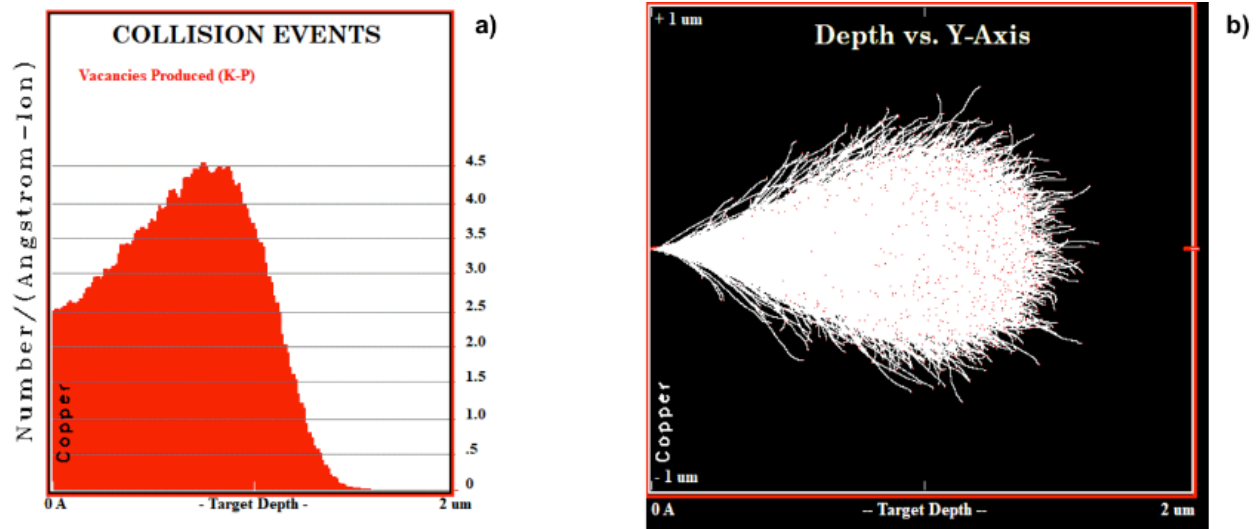 COLLISION EVENTS
a)
Vacancies Produced (K-P)
Number/(Angstrom-Ion)
4.5
4.0
3.5
3.0
2.5
2.0
1.5
1.0
.5
0
Copper
0 A
- Target Depth -
2 um
+ 1 um
Depth vs. Y-Axis
b)
Copper
- 1 um
0 A
-- Target Depth --
2 um